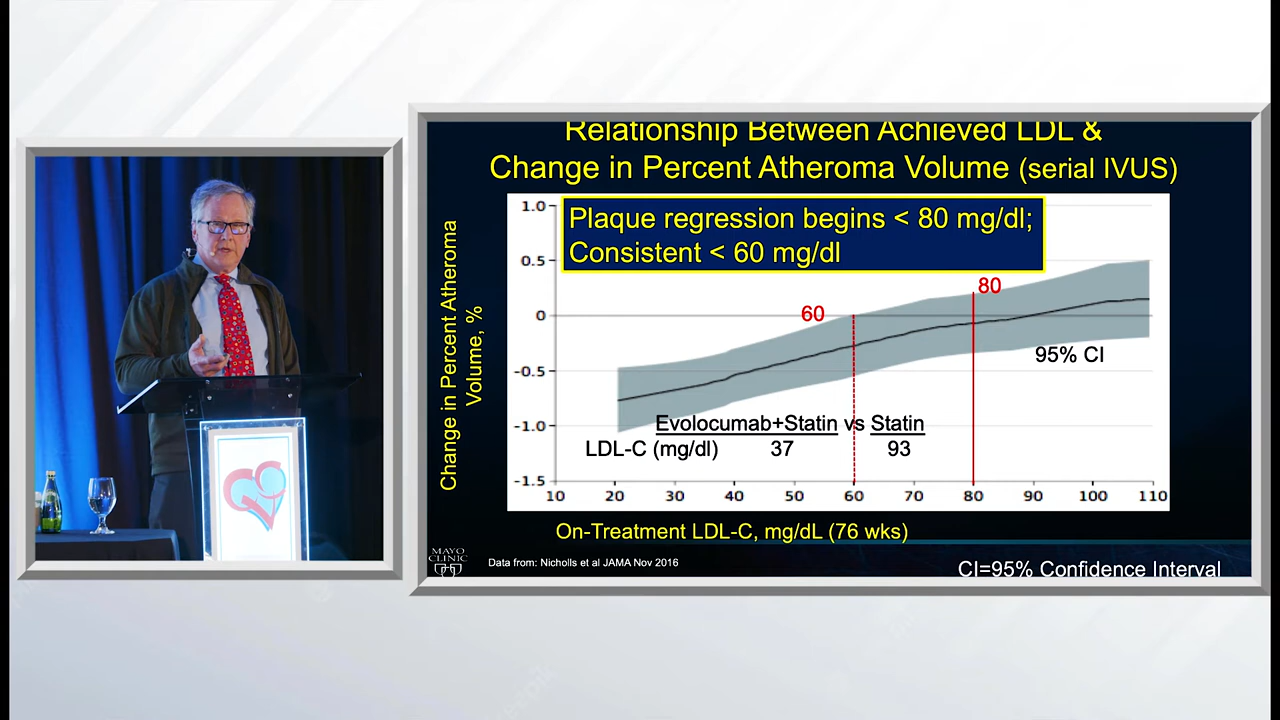 Relationship Between Achieved LDL &
Change in Percent Atheroma Volume (serial IVUS)
Plaque regression begins < 80 mg/dl;
Consistent < 60 mg/dl
Change in Percent Atheroma
Volume, %
1.0
0.5
0
-0.5
-1.0
-1.5
60
80
95% CI
Evolocumab+Statin vs Statin
LDL-C (mg/dl) 37 93
10 20 30 40 50 60 70 80 90 100 110
On-Treatment LDL-C, mg/dL (76 wks)
MAYO
CLINIC
Data from: Nicholls et al JAMA Nov 2016
CI=95% Confidence Interval